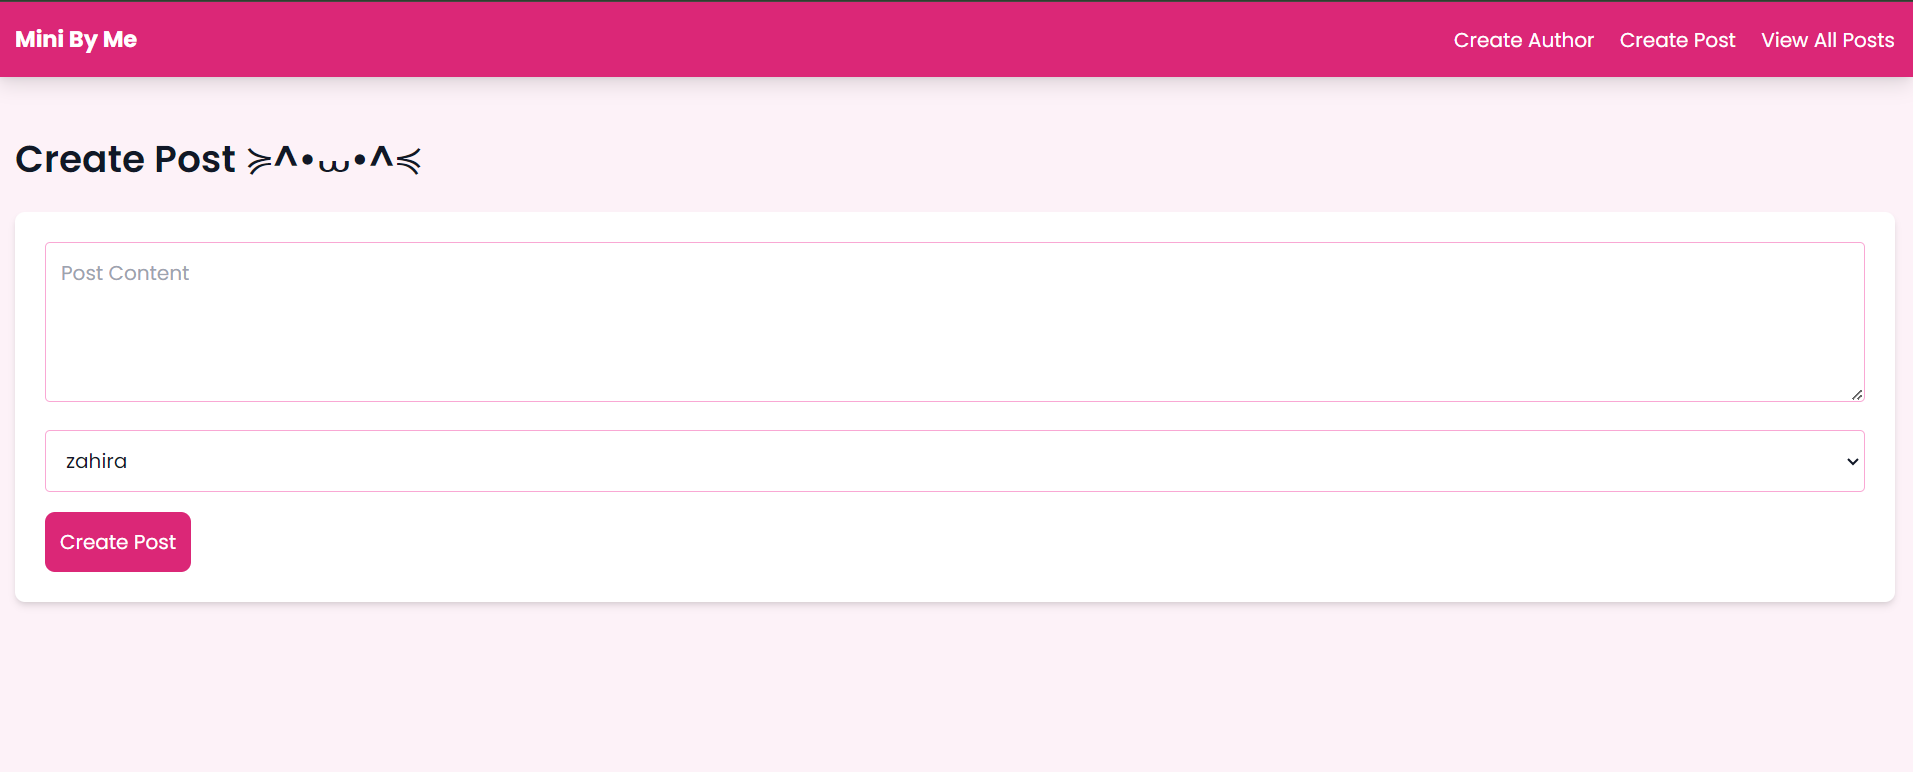 Mini By Me
Create Author Create Post View All Posts
Create Post ≽^•⩊•^≼
Post Content
zahira
Create Post